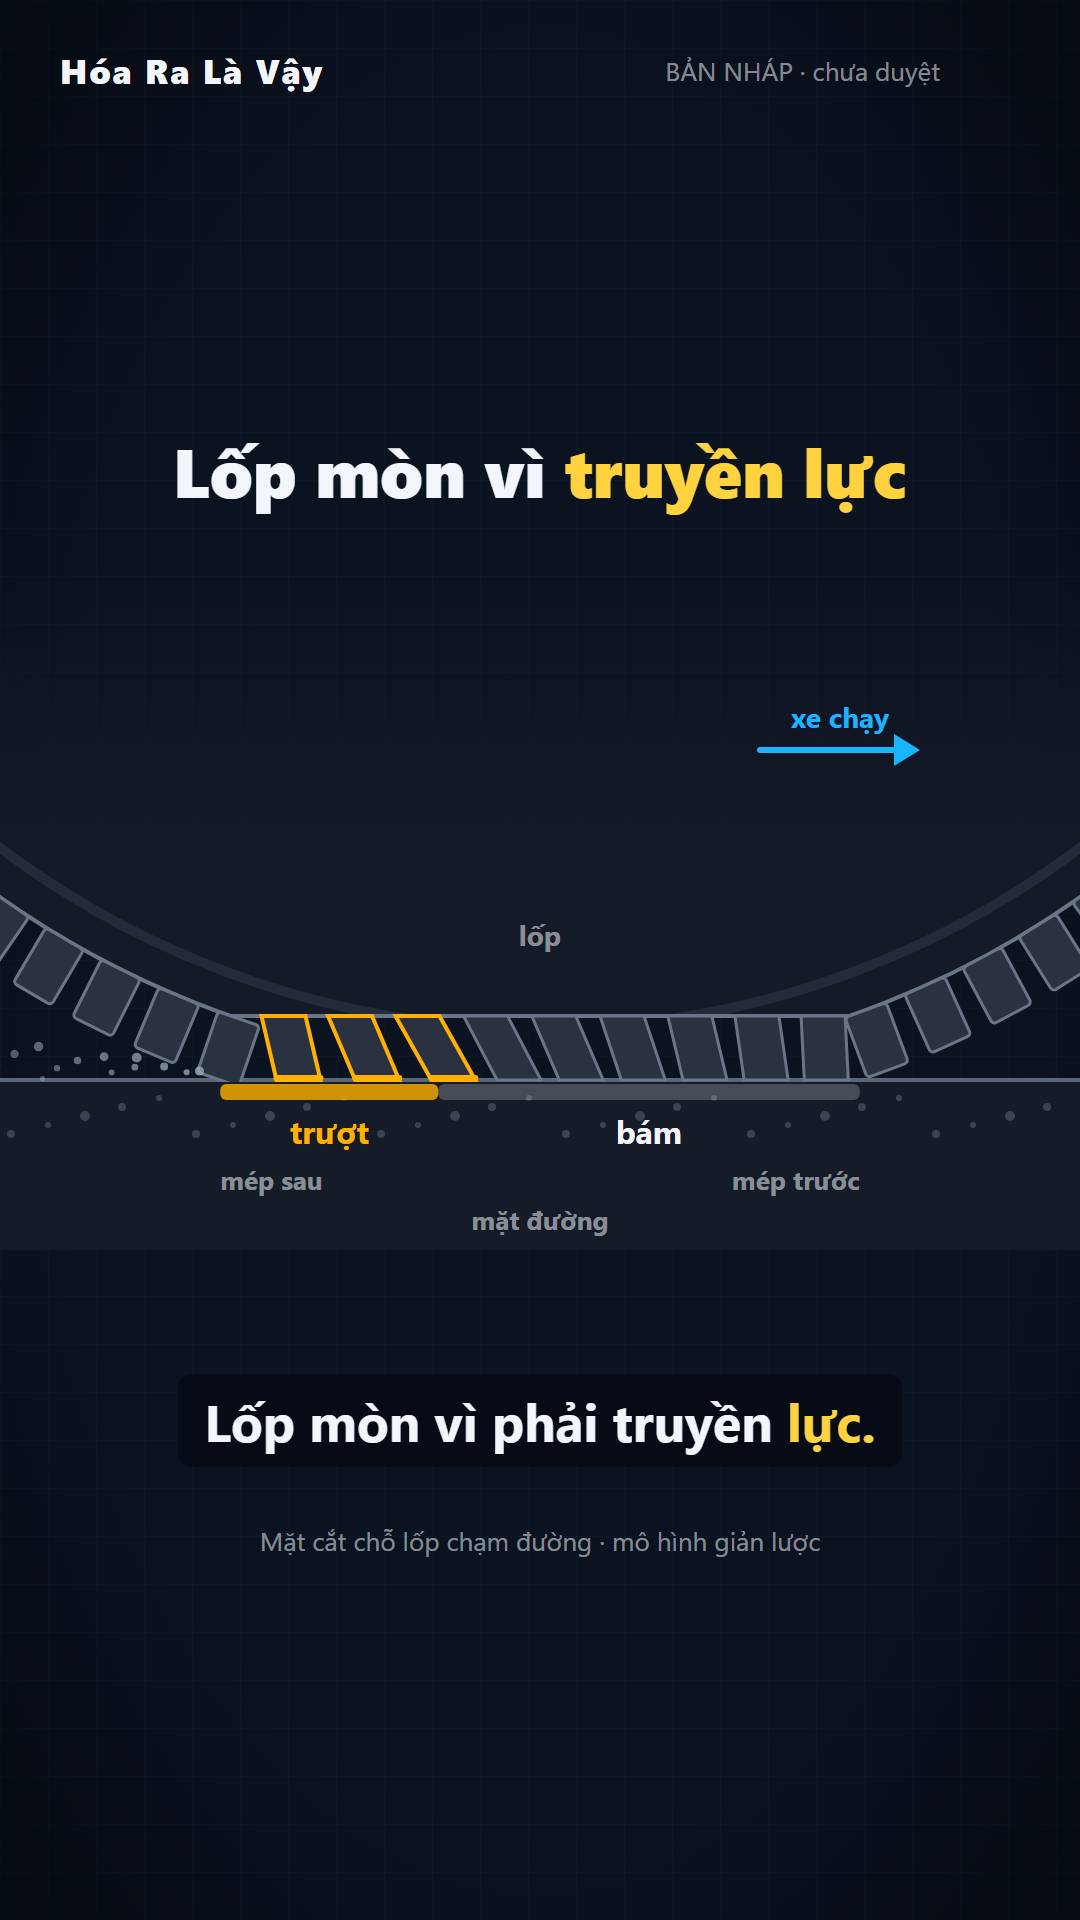 Hóa Ra Là Vậy
BẢN NHÁP · chưa duyệt
Lốp mòn vì truyền lực
xe chạy
lốp
trượt
bám
mép sau
mép trước
mặt đường
Lốp mòn vì phải truyền lực.
Mặt cắt chỗ lốp chạm đường · mô hình giản lược